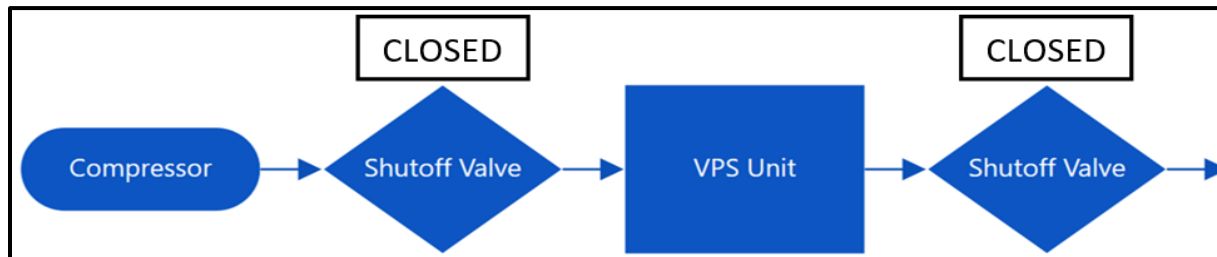 CLOSED
CLOSED
Compressor
Shutoff Valve
VPS Unit
Shutoff Valve